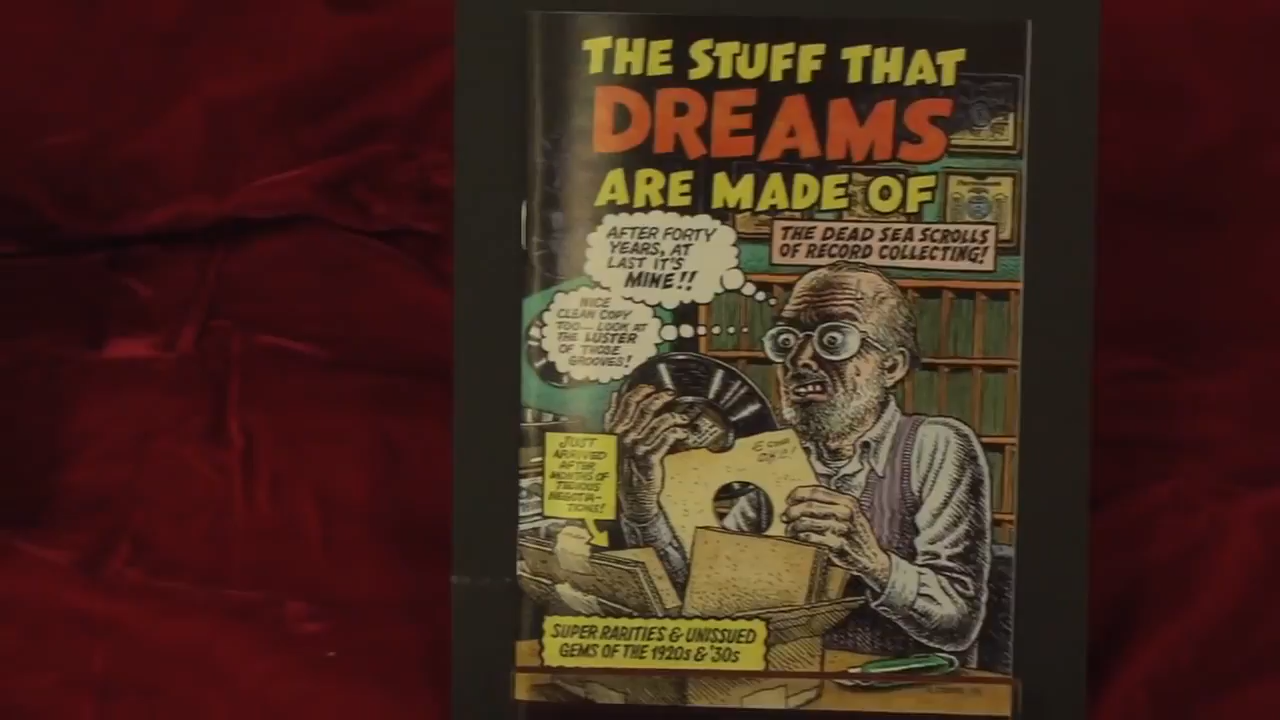 THE STUFF THAT
DREAMS
ARE MADE OF
THE DEAD SEA SCROLLS
OF RECORD COLLECTING!
AFTER FORTY
YEARS, AT
LAST IT'S
MINE!!
NICE
CLEAN COPY
TOO— LOOK AT
THE LUSTER
OF THOSE
GROOVES!
JUST
ARRIVED
AFTER
MONTHS OF
TEDIOUS
NEGOTIA-
TIONS!
SUPER RARITIES & UNISSUED
GEMS OF THE 1920s & '30s